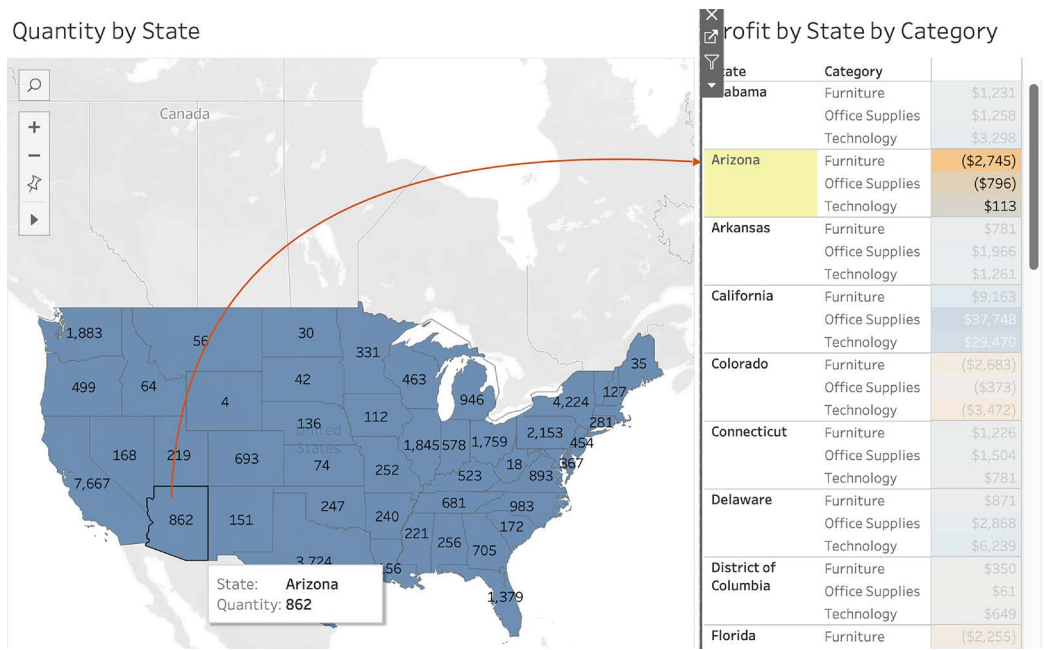 Quantity by State
Canada
1,883
56
30
331
35
499
64
42
463
946
127
4
4,224
136
112
281
United
States
2,153
454
168
219
693
1,845
578
1,759
74
252
18
367
7,667
523
893
247
681
983
862
151
240
172
221
256
705
3,724
56
1,379
State: Arizona
Quantity: 862
rofit by State by Category
tate Category
abama Furniture $1,231
Office Supplies $1,258
Technology $3,298
Arizona Furniture ($2,745)
Office Supplies ($796)
Technology $113
Arkansas Furniture $781
Office Supplies $1,966
Technology $1,261
California Furniture $9,163
Office Supplies $37,748
Technology $29,470
Colorado Furniture ($2,683)
Office Supplies ($373)
Technology ($3,472)
Connecticut Furniture $1,226
Office Supplies $1,504
Technology $781
Delaware Furniture $871
Office Supplies $2,868
Technology $6,239
District of Furniture $350
Columbia Office Supplies $61
Technology $649
Florida Furniture ($2,255)